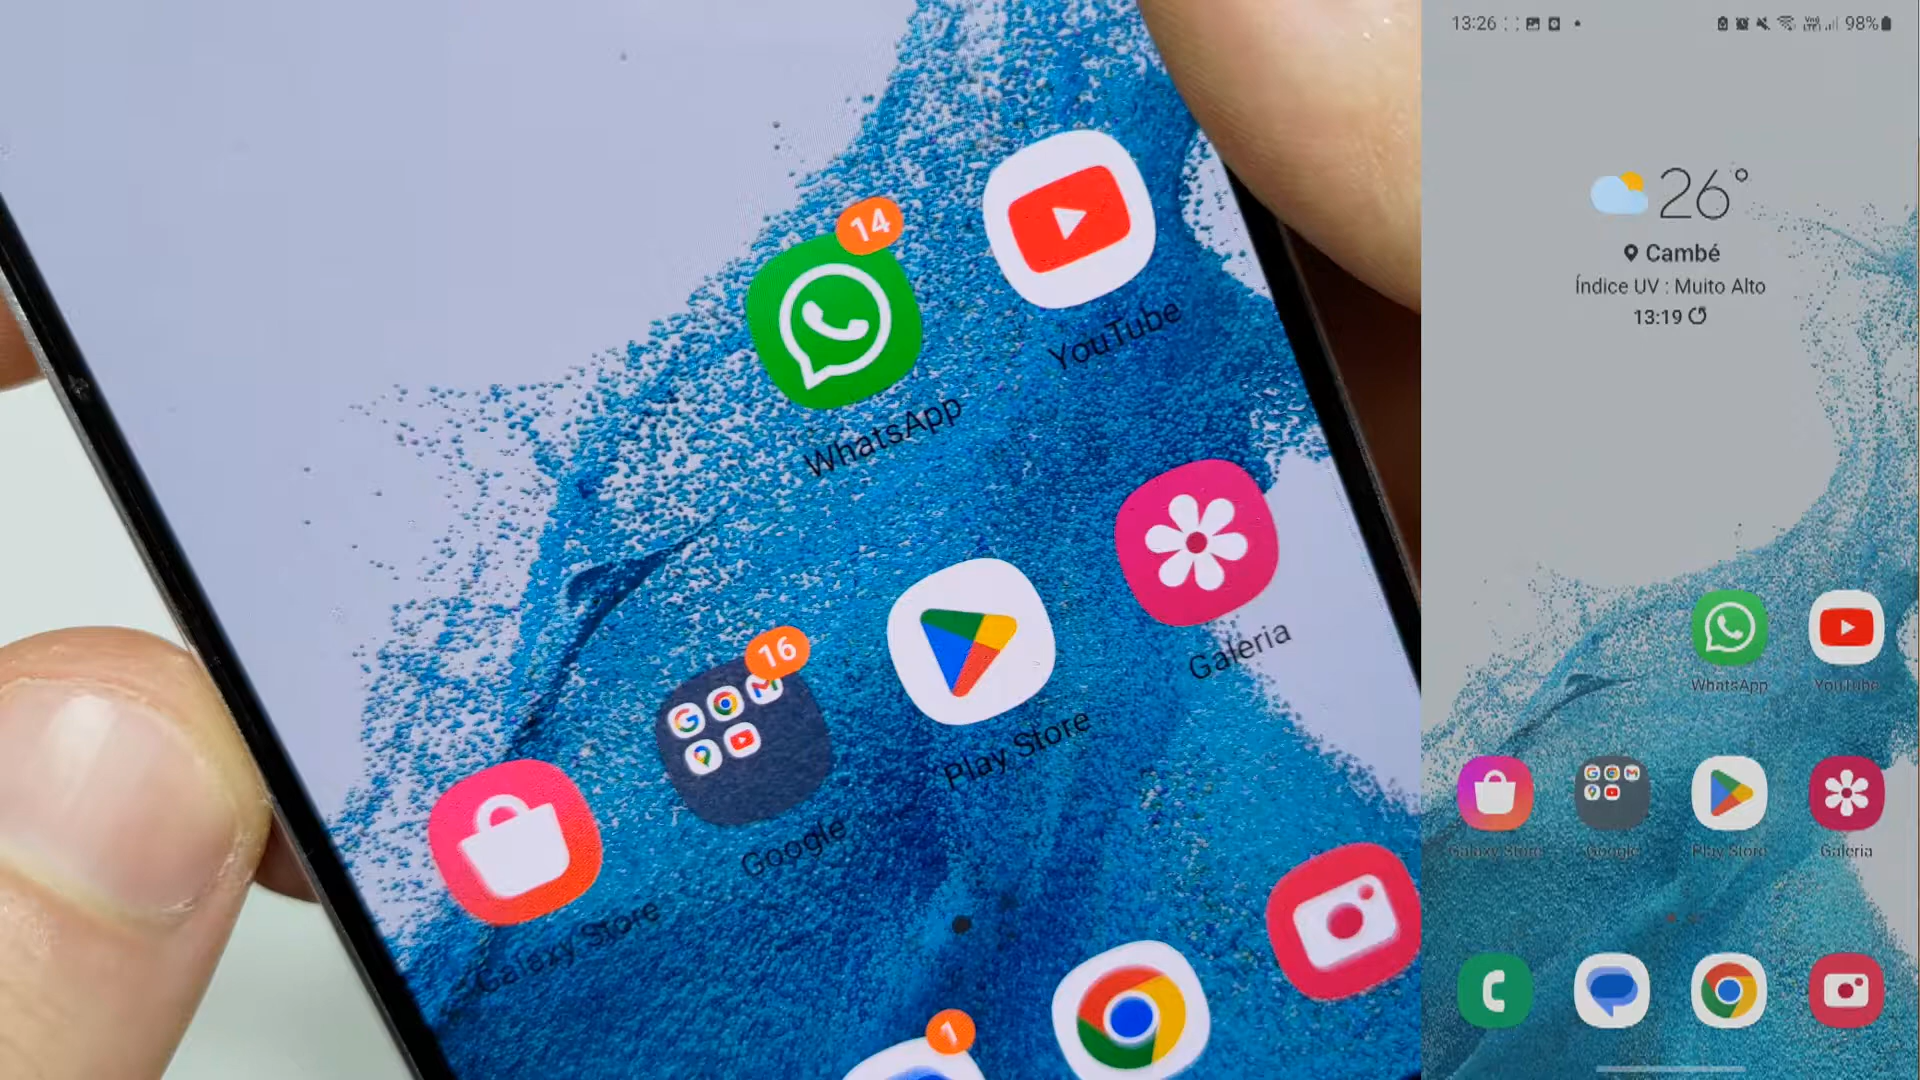 14
WhatsApp
YouTube
16
Google
Play Store
Galeria
Galaxy Store
1
13:26
98%
26°
Cambé
Índice UV : Muito Alto
13:19
WhatsApp
YouTube
Galaxy Store
Google
Play Store
Galeria